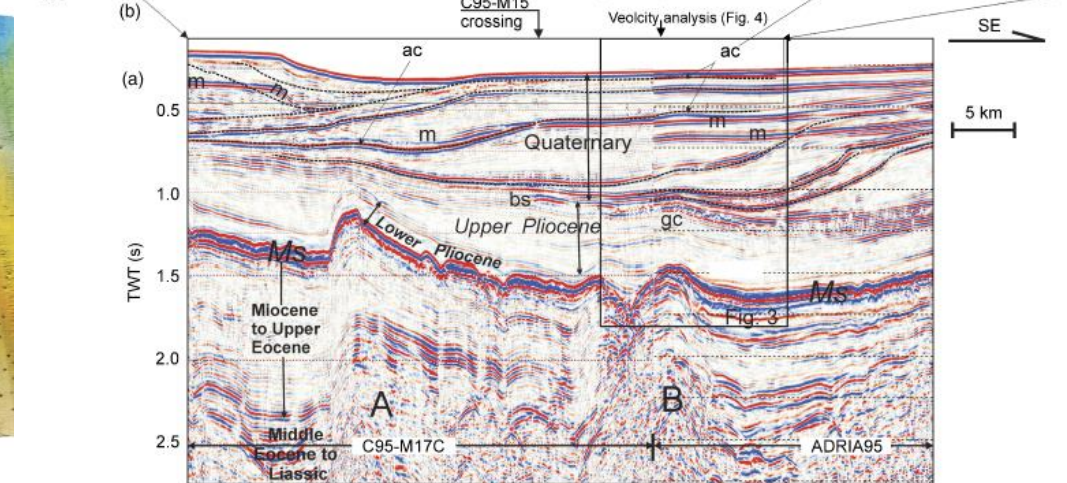 C95-M15
(b)
crossing
Veolcity analysis (Fig. 4)
SE
ac
ac
(a)
m
m
0.5
5 km
m
m
m
Quaternary
1.0
bs
Upper Pliocene
gc
Lower Pliocene
Ms
TWT (s)
1.5
Ms
Miocene
to Upper
Eocene
Fig. 3
2.0
A
B
Middle
Eocene to
Liassic
2.5
C95-M17C
ADRIA95